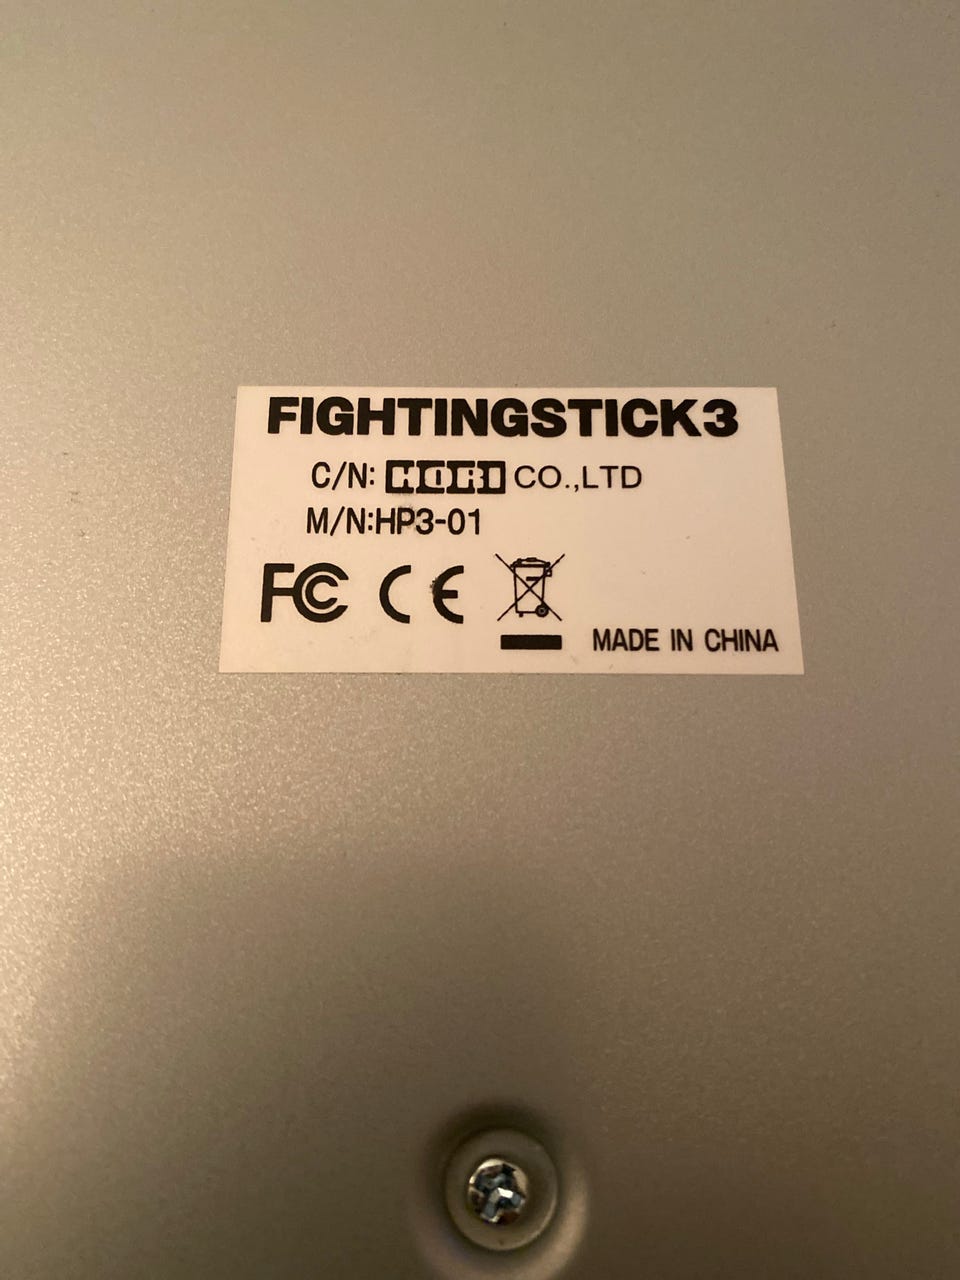 FIGHTINGSTICK3
C/N: HORI CO.,LTD
M/N:HP3-01
FC CE
MADE IN CHINA